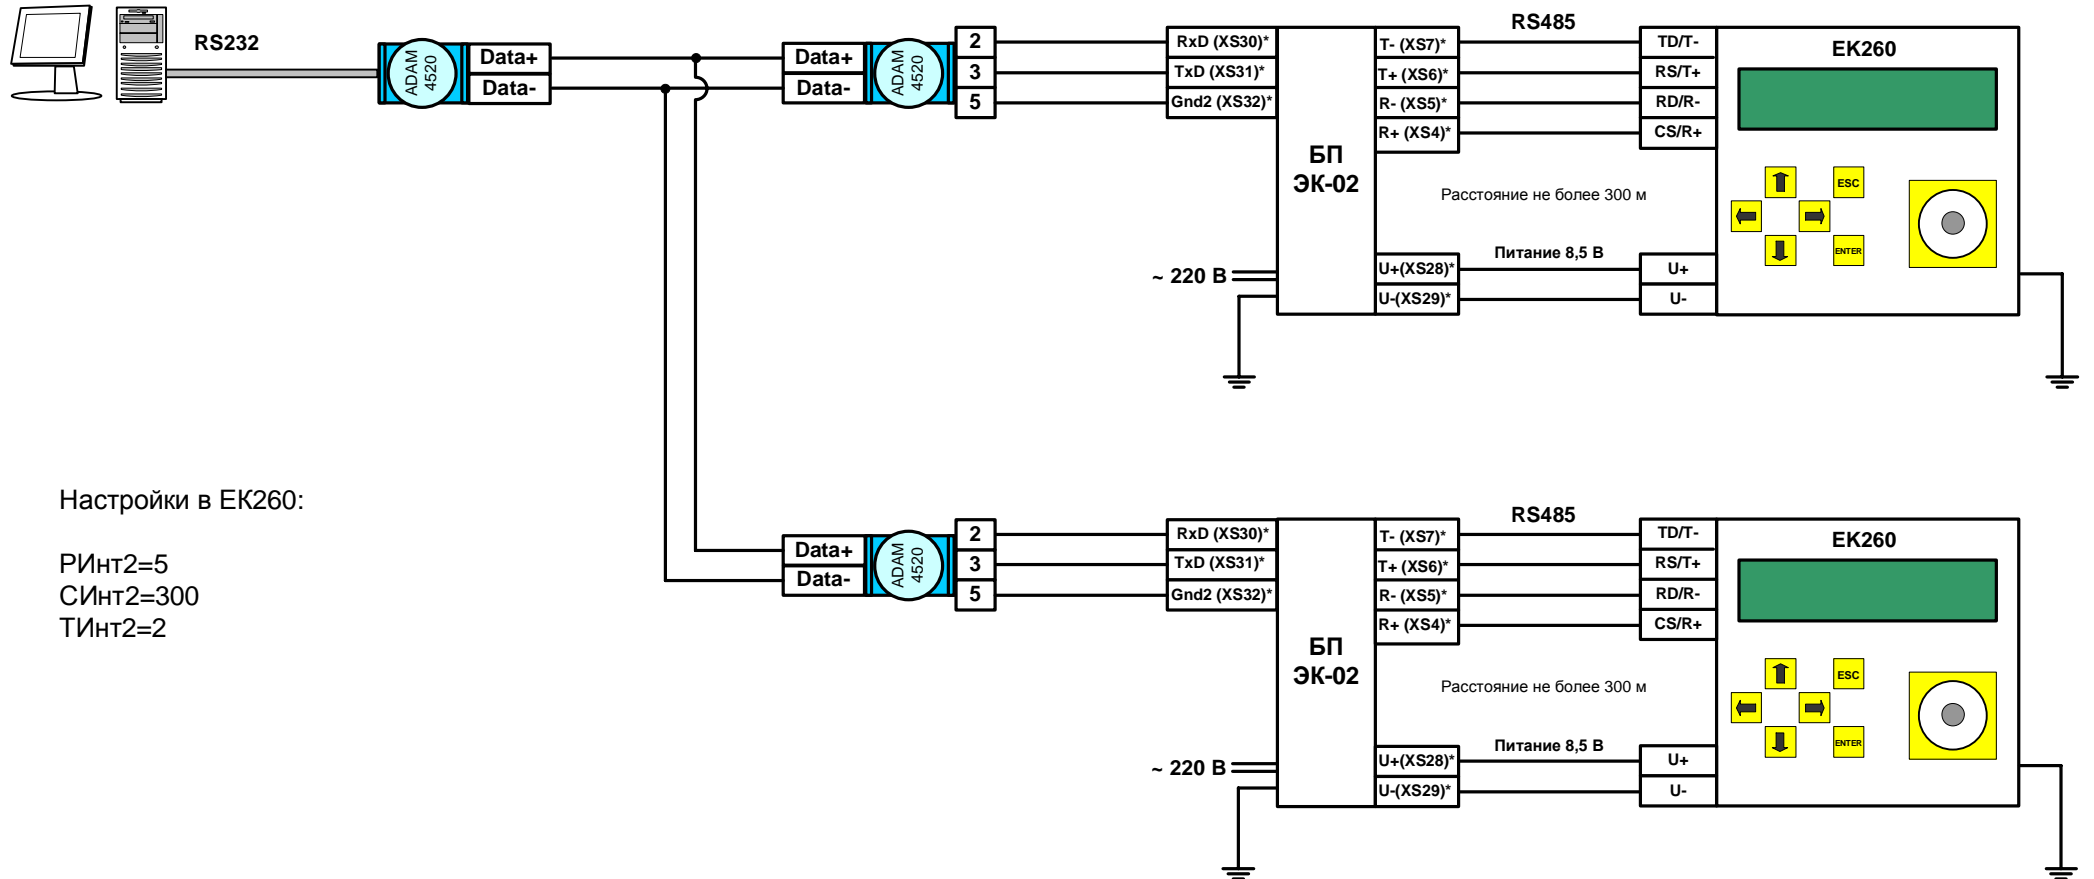 RS232
ADAM 4520
Data+
Data-
Data+
Data-
ADAM 4520
2
3
5
RxD (XS30)*
TxD (XS31)*
Gnd2 (XS32)*
БП
ЭК-02
~ 220 В
T- (XS7)*
T+ (XS6)*
R- (XS5)*
R+ (XS4)*
U+(XS28)*
U-(XS29)*
RS485
Расстояние не более 300 м
Питание 8,5 В
TD/T-
RS/T+
RD/R-
CS/R+
U+
U-
EK260
ESC
ENTER
Настройки в ЕК260:
РИнт2=5
СИнт2=300
ТИнт2=2
Data+
Data-
ADAM 4520
2
3
5
RxD (XS30)*
TxD (XS31)*
Gnd2 (XS32)*
БП
ЭК-02
~ 220 В
T- (XS7)*
T+ (XS6)*
R- (XS5)*
R+ (XS4)*
U+(XS28)*
U-(XS29)*
RS485
Расстояние не более 300 м
Питание 8,5 В
TD/T-
RS/T+
RD/R-
CS/R+
U+
U-
EK260
ESC
ENTER